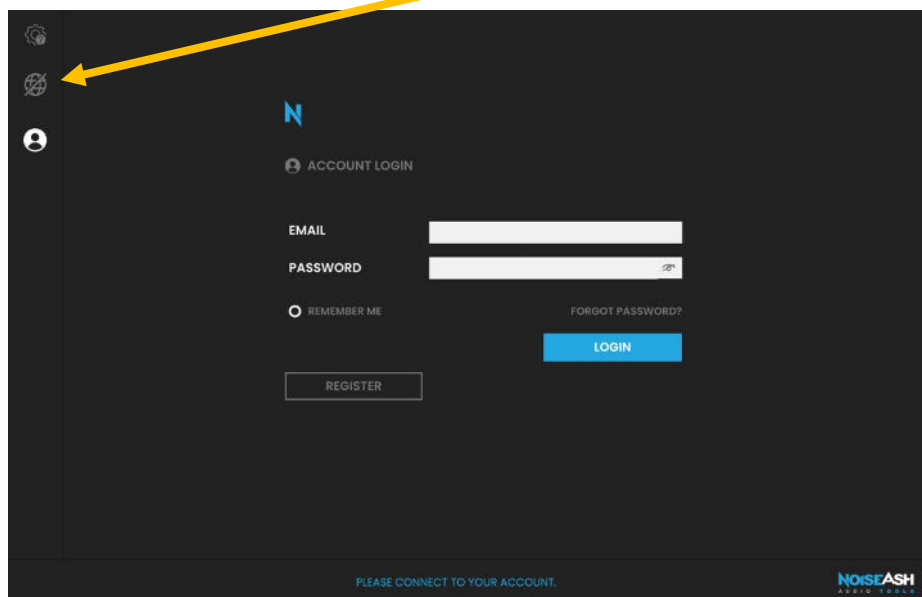 N
ACCOUNT LOGIN
EMAIL
PASSWORD
REMEMBER ME
FORGOT PASSWORD?
LOGIN
REGISTER
PLEASE CONNECT TO YOUR ACCOUNT.
NOISEASH
AUDIO TOOLS